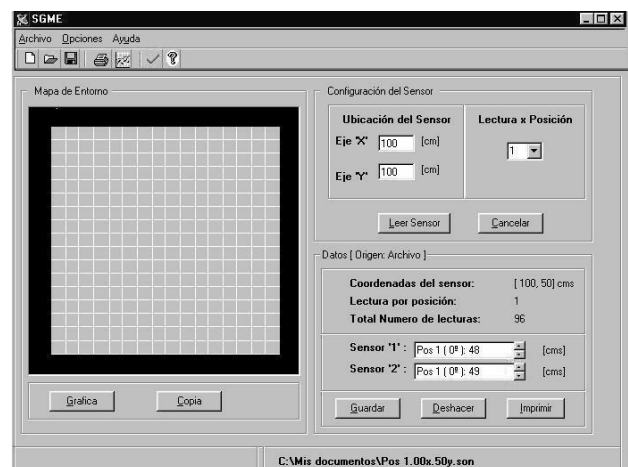 SGME
Archivo Opciones Ayuda
Mapa de Entorno
Grafica
Copia
Configuración del Sensor
Ubicación del Sensor
Lectura x Posición
Eje 'X' 100 [cm]
1
Eje 'Y' 100 [cm]
Leer Sensor
Cancelar
Datos [ Origen: Archivo ]
Coordenadas del sensor: [ 100, 50] cms
Lectura por posición: 1
Total Numero de lecturas: 96
Sensor '1' : Pos 1 ( 0º ): 48 [cms]
Sensor '2' : Pos 1 ( 0º ): 49 [cms]
Guardar
Deshacer
Imprimir
C:\Mis documentos\Pos 1.00x.50y.son